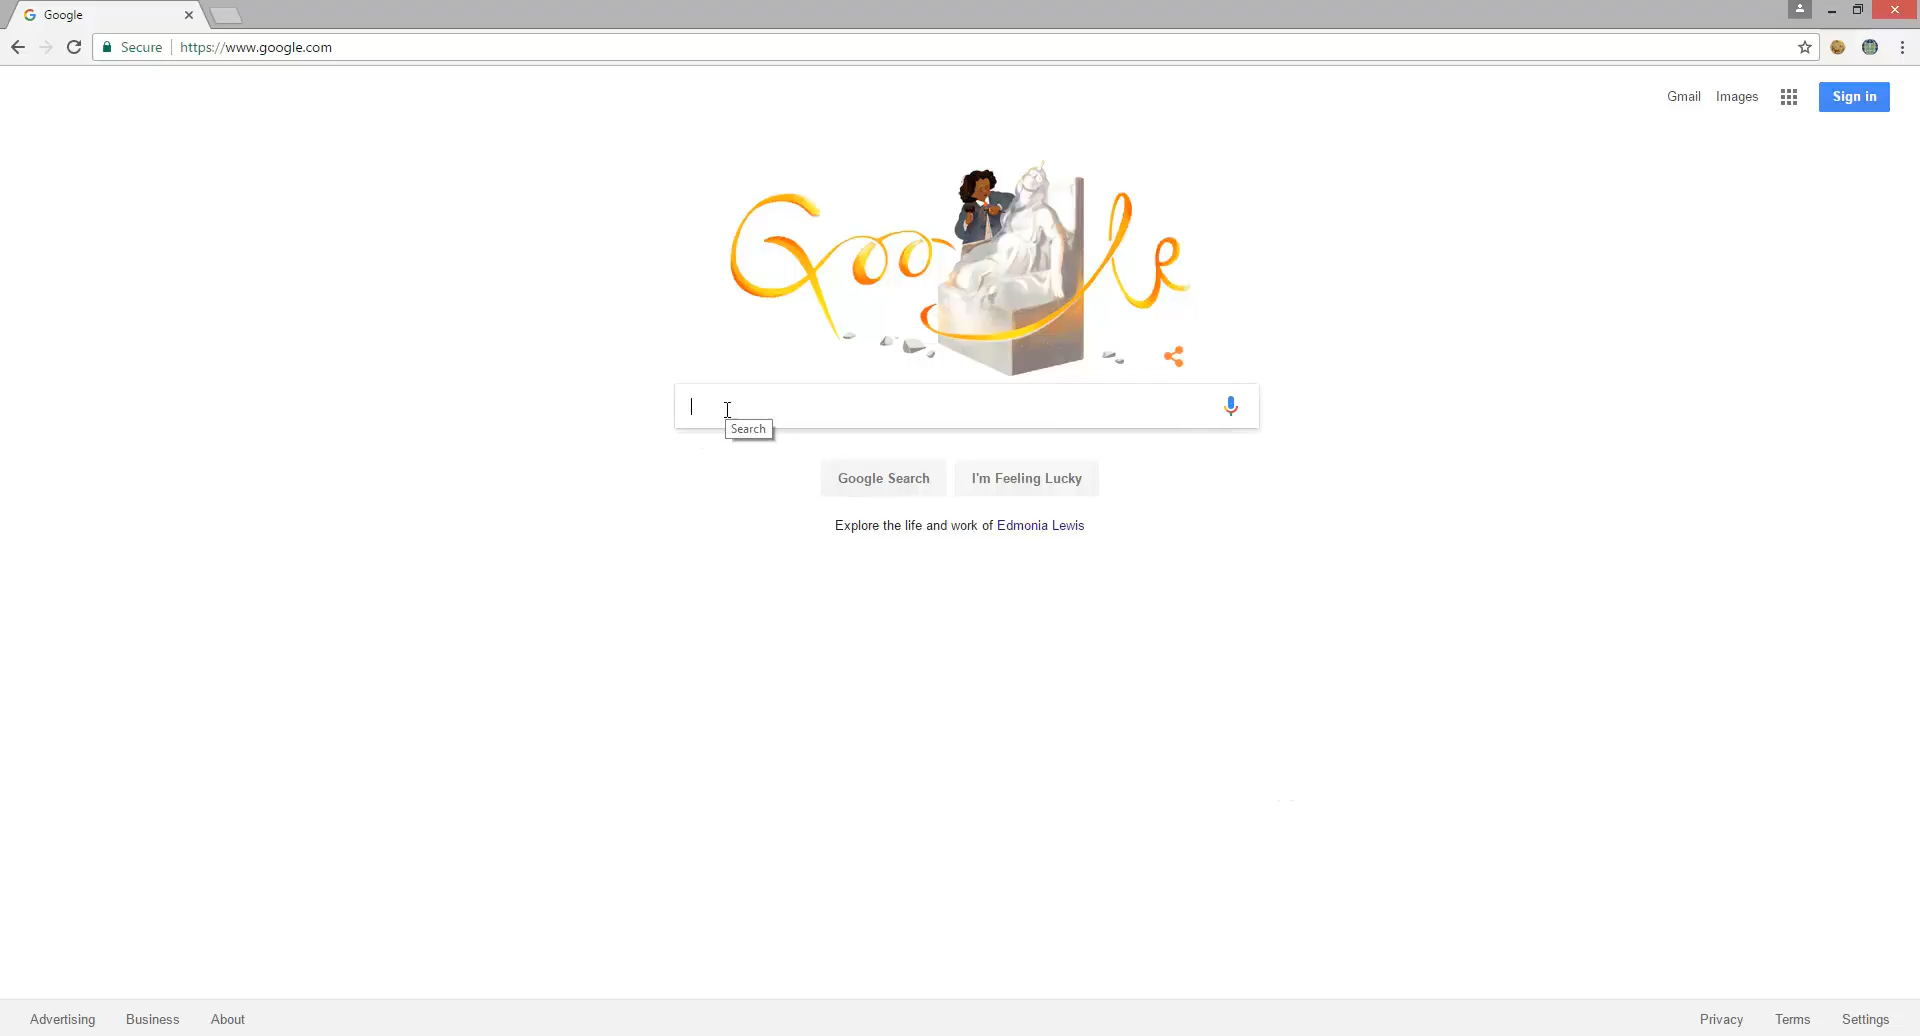 Google
Secure https://www.google.com
Gmail Images Sign in
Google
Search
Google Search I'm Feeling Lucky
Explore the life and work of Edmonia Lewis
Advertising Business About Privacy Terms Settings